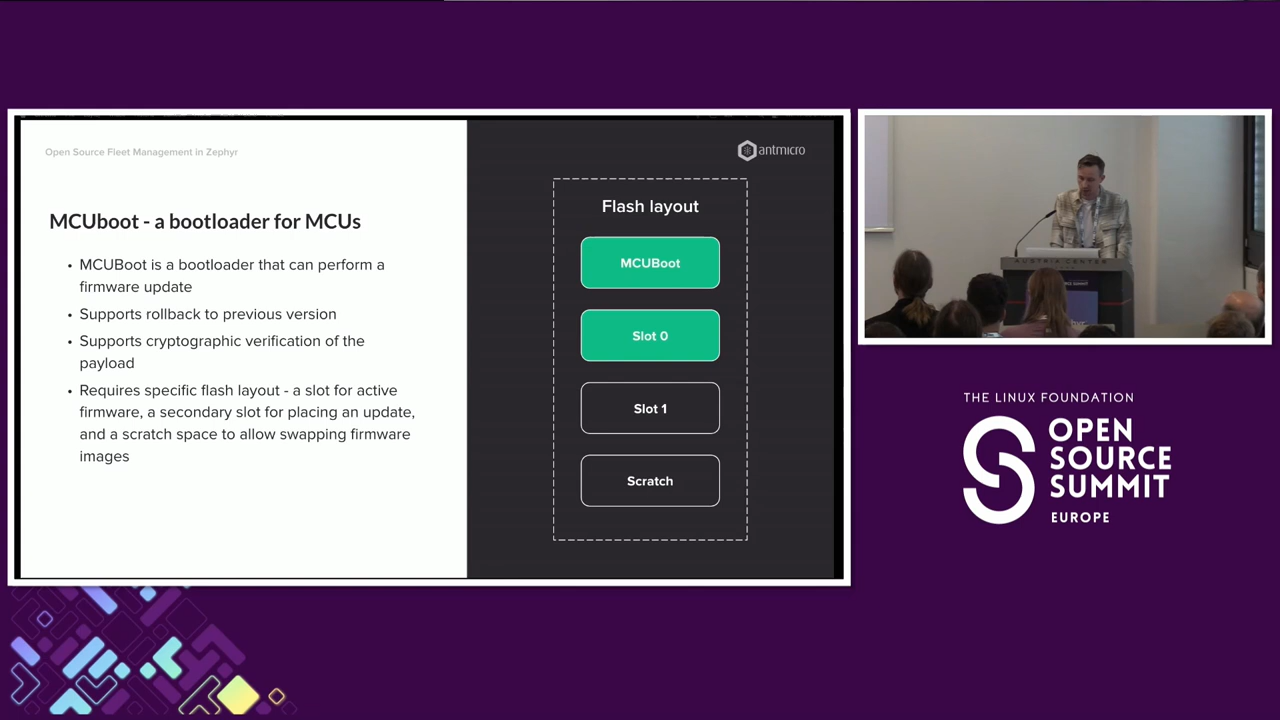 Open Source Fleet Management in Zephyr
antmicro
MCUboot - a bootloader for MCUs
• MCUBoot is a bootloader that can perform a
firmware update
• Supports rollback to previous version
• Supports cryptographic verification of the
payload
• Requires specific flash layout - a slot for active
firmware, a secondary slot for placing an update,
and a scratch space to allow swapping firmware
images
Flash layout
MCUBoot
Slot 0
Slot 1
Scratch
AUSTRIA CENTER
THE LINUX FOUNDATION
OPEN
SOURCE
SUMMIT
EUROPE